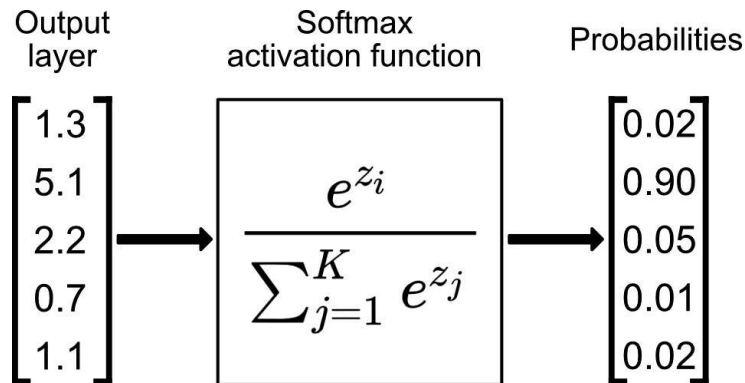 Output
layer
Softmax
activation function
Probabilities
1.3
5.1
2.2
0.7
1.1
e^{z_i}
∑_{j=1}^{K} e^{z_j}
0.02
0.90
0.05
0.01
0.02